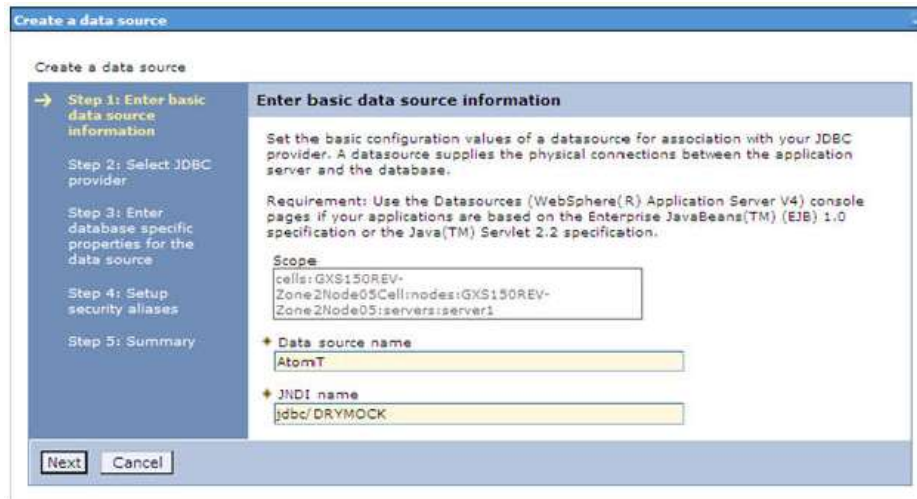 Create a data source
Create a data source
Step 1: Enter basic
data source
information
Step 2: Select JDBC
provider
Step 3: Enter
database specific
properties for the
data source
Step 4: Setup
security aliases
Step 5: Summary
Enter basic data source information
Set the basic configuration values of a datasource for association with your JDBC
provider. A datasource supplies the physical connections between the application
server and the database.
Requirement: Use the Datasources (WebSphere(R) Application Server V4) console
pages if your applications are based on the Enterprise JavaBeans(TM) (EJB) 1.0
specification or the Java(TM) Servlet 2.2 specification.
Scope
cells:GXS150REV-
Zone2Node05Cell:nodes:GXS150REV-
Zone2Node05:servers:server1
Data source name
AtomT
JNDI name
jdbc/DRYMOCK
Next Cancel